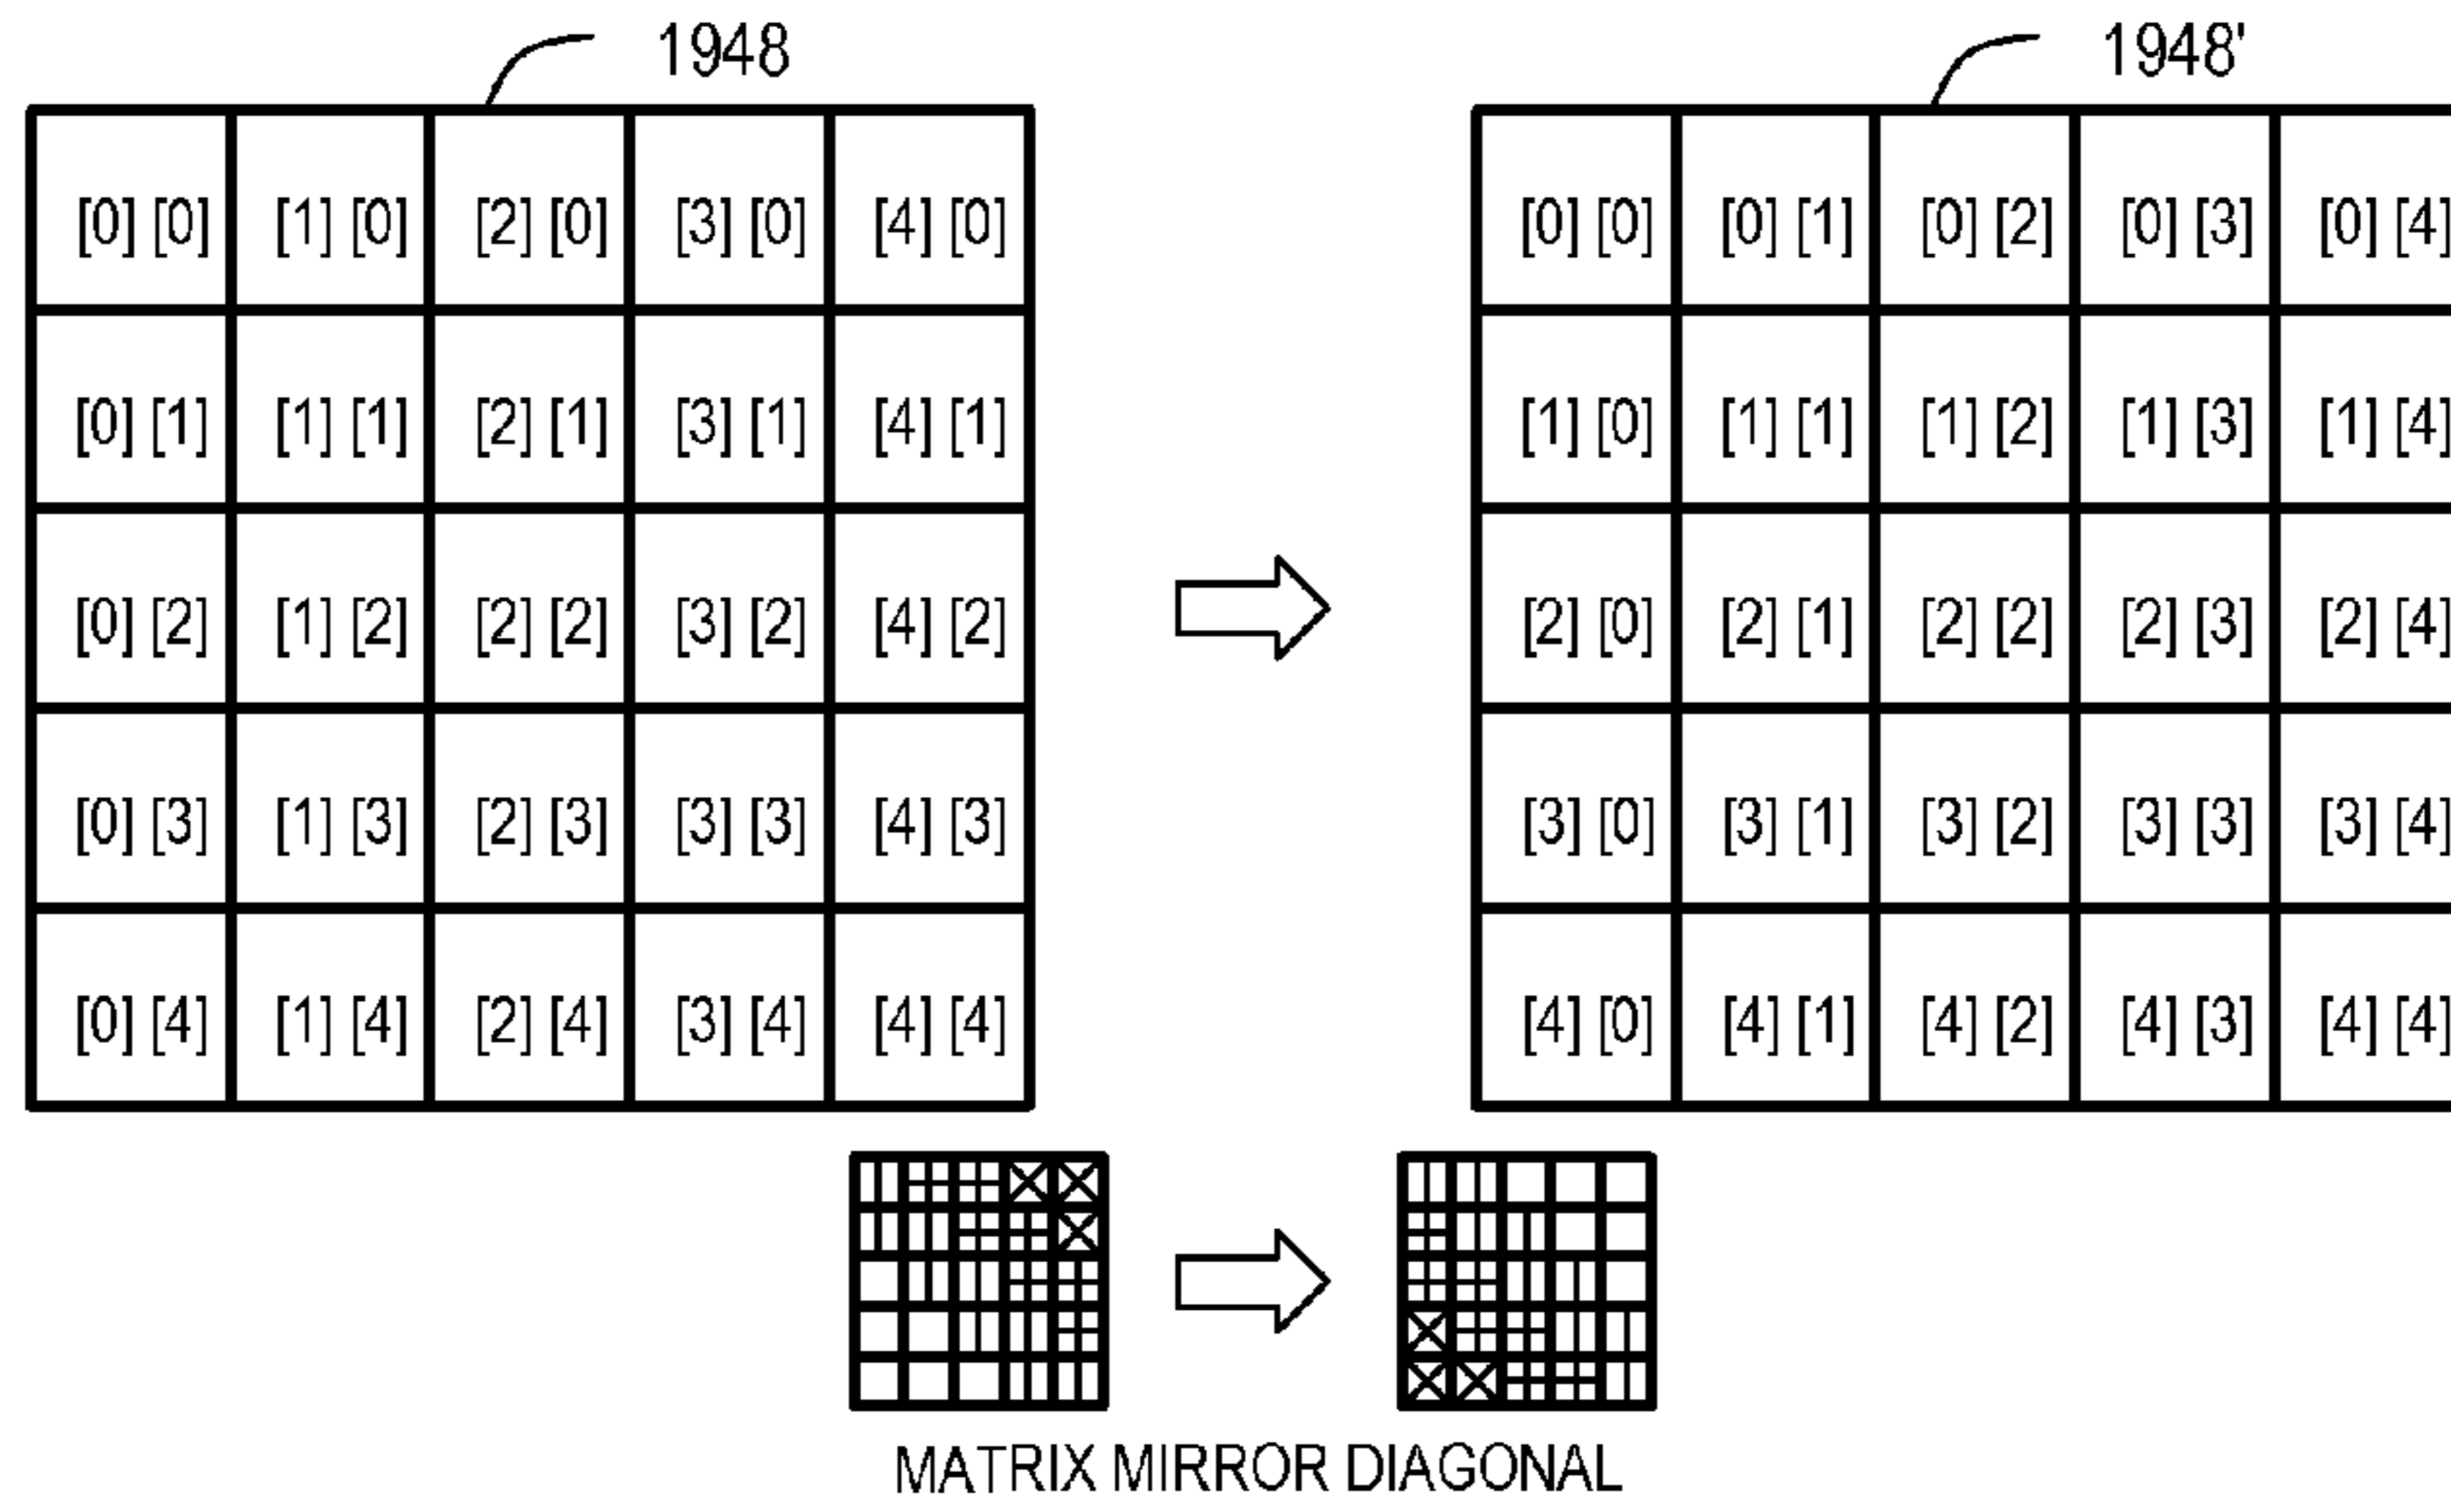 1948
1948'
[0] [0] [1] [0] [2] [0] [3] [0] [4] [0]
[0] [1] [1] [1] [2] [1] [3] [1] [4] [1]
[0] [2] [1] [2] [2] [2] [3] [2] [4] [2]
[0] [3] [1] [3] [2] [3] [3] [3] [4] [3]
[0] [4] [1] [4] [2] [4] [3] [4] [4] [4]
[0] [0] [0] [1] [0] [2] [0] [3] [0] [4]
[1] [0] [1] [1] [1] [2] [1] [3] [1] [4]
[2] [0] [2] [1] [2] [2] [2] [3] [2] [4]
[3] [0] [3] [1] [3] [2] [3] [3] [3] [4]
[4] [0] [4] [1] [4] [2] [4] [3] [4] [4]
MATRIX MIRROR DIAGONAL